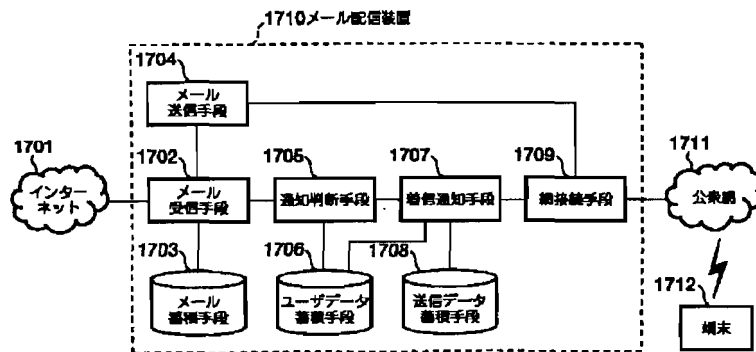 1710メール配信装置
1704
メール
送信手段
1701
インター
ネット
1702
メール
受信手段
1705
通知判断手段
1707
着信通知手段
1709
網接続手段
1711
公衆網
1703
メール
蓄積手段
1706
ユーザデータ
蓄積手段
1708
送信データ
蓄積手段
1712
端末